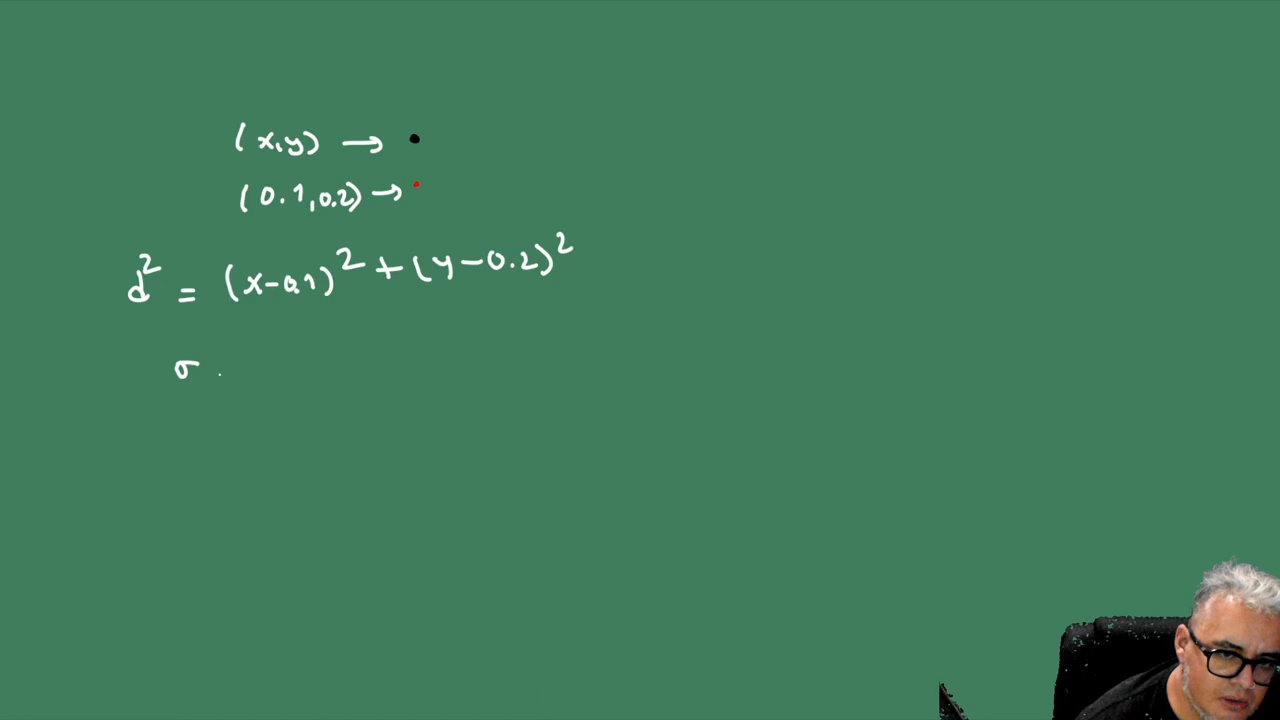 (x,y) → •
(0.1,0.2) → •
d² = (x-0,1)² + (y-0.2)²
σ .